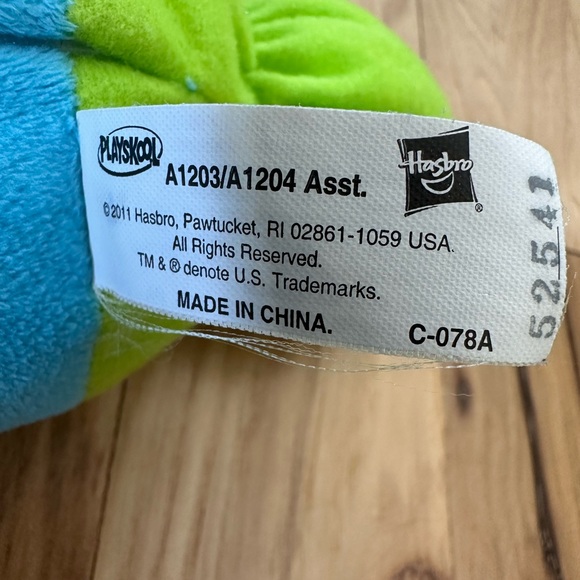 PLAYSKOOL
Hasbro
®
A1203/A1204 Asst.
© 2011 Hasbro, Pawtucket, RI 02861-1059 USA.
All Rights Reserved.
TM & ® denote U.S. Trademarks.
MADE IN CHINA.
C-078A
52541